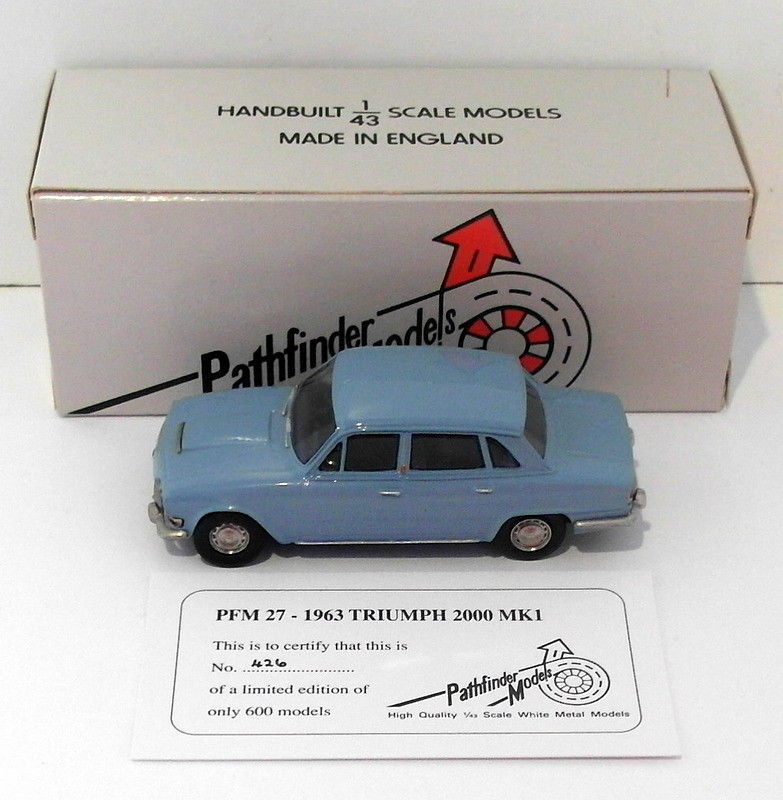 HANDBUILT 1/43 SCALE MODELS
MADE IN ENGLAND
Pathfinder
Models
PFM 27 - 1963 TRIUMPH 2000 MK1
This is to certify that this is
No. 426
of a limited edition of
only 600 models
Pathfinder
Models
High Quality 1/43 Scale White Metal Models